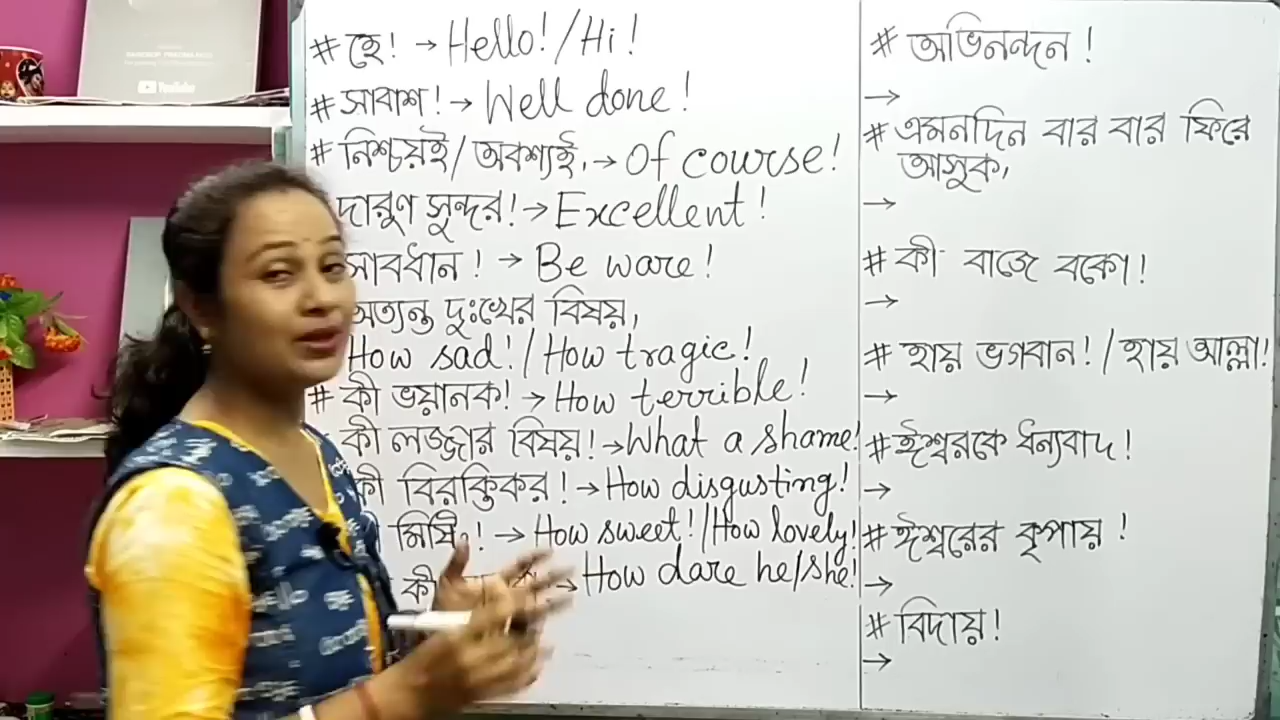 YouTube
# হে! → Hello!/Hi!
# সাবাশ! → Well done!
# নিশ্চয়ই/অবশ্যই, → Of course!
দারুণ সুন্দর! → Excellent!
সাবধান! → Be ware!
অত্যন্ত দুঃখের বিষয়,
How sad!/How tragic!
# কী ভয়ানক! → How terrible!
কী লজ্জার বিষয়! → What a shame!
কী বিরক্তিকর! → How disgusting!
মিষ্টি! → How sweet!/How lovely!
কী → How dare he/she!
# অভিনন্দন!
→
# এমনদিন বার বার ফিরে
আসুক,
→
# কী বাজে বকো!
→
# হায় ভগবান!/হায় আল্লা!
→
# ঈশ্বরকে ধন্যবাদ!
→
# ঈশ্বরের কৃপায়!
→
# বিদায়!
→